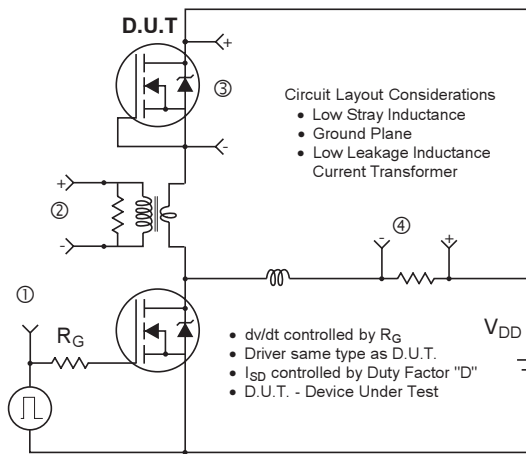 D.U.T
+
③
-
Circuit Layout Considerations
• Low Stray Inductance
• Ground Plane
• Low Leakage Inductance
Current Transformer
+
②
-
④
-
+
①
RG
VDD
• dv/dt controlled by RG
• Driver same type as D.U.T.
• ISD controlled by Duty Factor "D"
• D.U.T. - Device Under Test